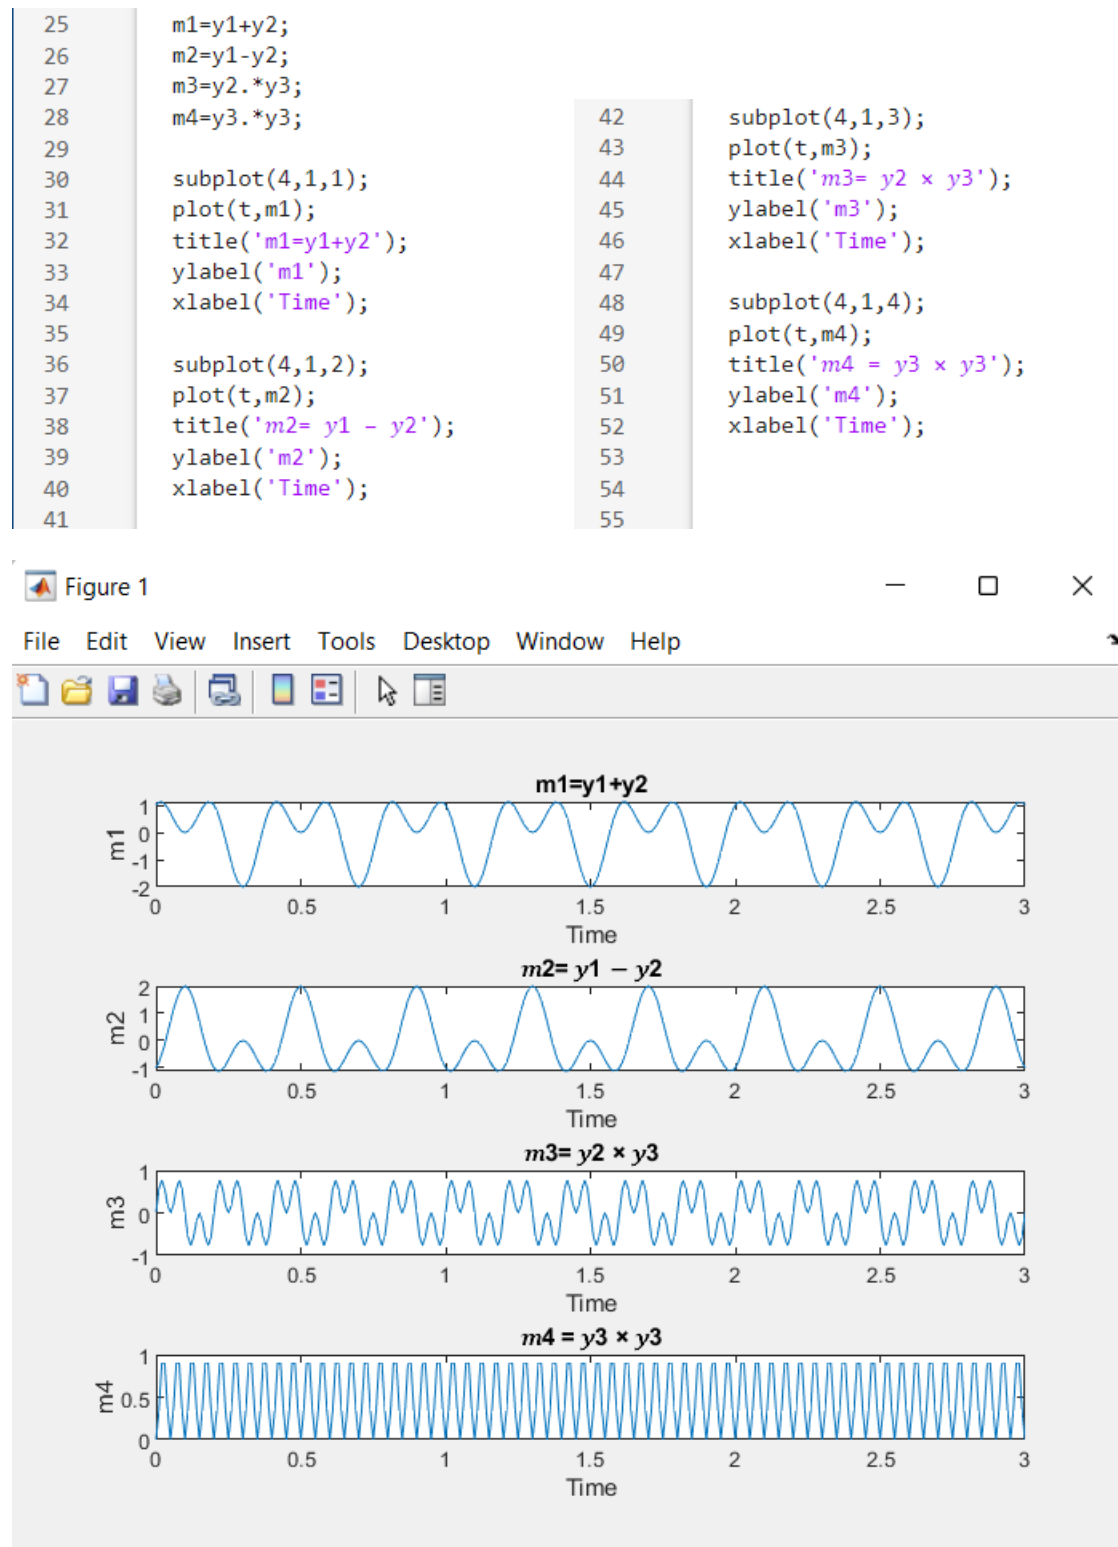 25 m1=y1+y2;
26 m2=y1-y2;
27 m3=y2.*y3;
28 m4=y3.*y3;
29
30 subplot(4,1,1);
31 plot(t,m1);
32 title('m1=y1+y2');
33 ylabel('m1');
34 xlabel('Time');
35
36 subplot(4,1,2);
37 plot(t,m2);
38 title('𝑚2= 𝑦1 − 𝑦2');
39 ylabel('m2');
40 xlabel('Time');
41
42 subplot(4,1,3);
43 plot(t,m3);
44 title('𝑚3= 𝑦2 × 𝑦3');
45 ylabel('m3');
46 xlabel('Time');
47
48 subplot(4,1,4);
49 plot(t,m4);
50 title('𝑚4 = 𝑦3 × 𝑦3');
51 ylabel('m4');
52 xlabel('Time');
53
54
55
Figure 1
File Edit View Insert Tools Desktop Window Help
m1=y1+y2
m1
1
0
-1
-2
0 0.5 1 1.5 2 2.5 3
Time
𝑚2= 𝑦1 − 𝑦2
m2
2
1
0
-1
0 0.5 1 1.5 2 2.5 3
Time
𝑚3= 𝑦2 × 𝑦3
m3
1
0
-1
0 0.5 1 1.5 2 2.5 3
Time
𝑚4 = 𝑦3 × 𝑦3
m4
1
0.5
0
0 0.5 1 1.5 2 2.5 3
Time